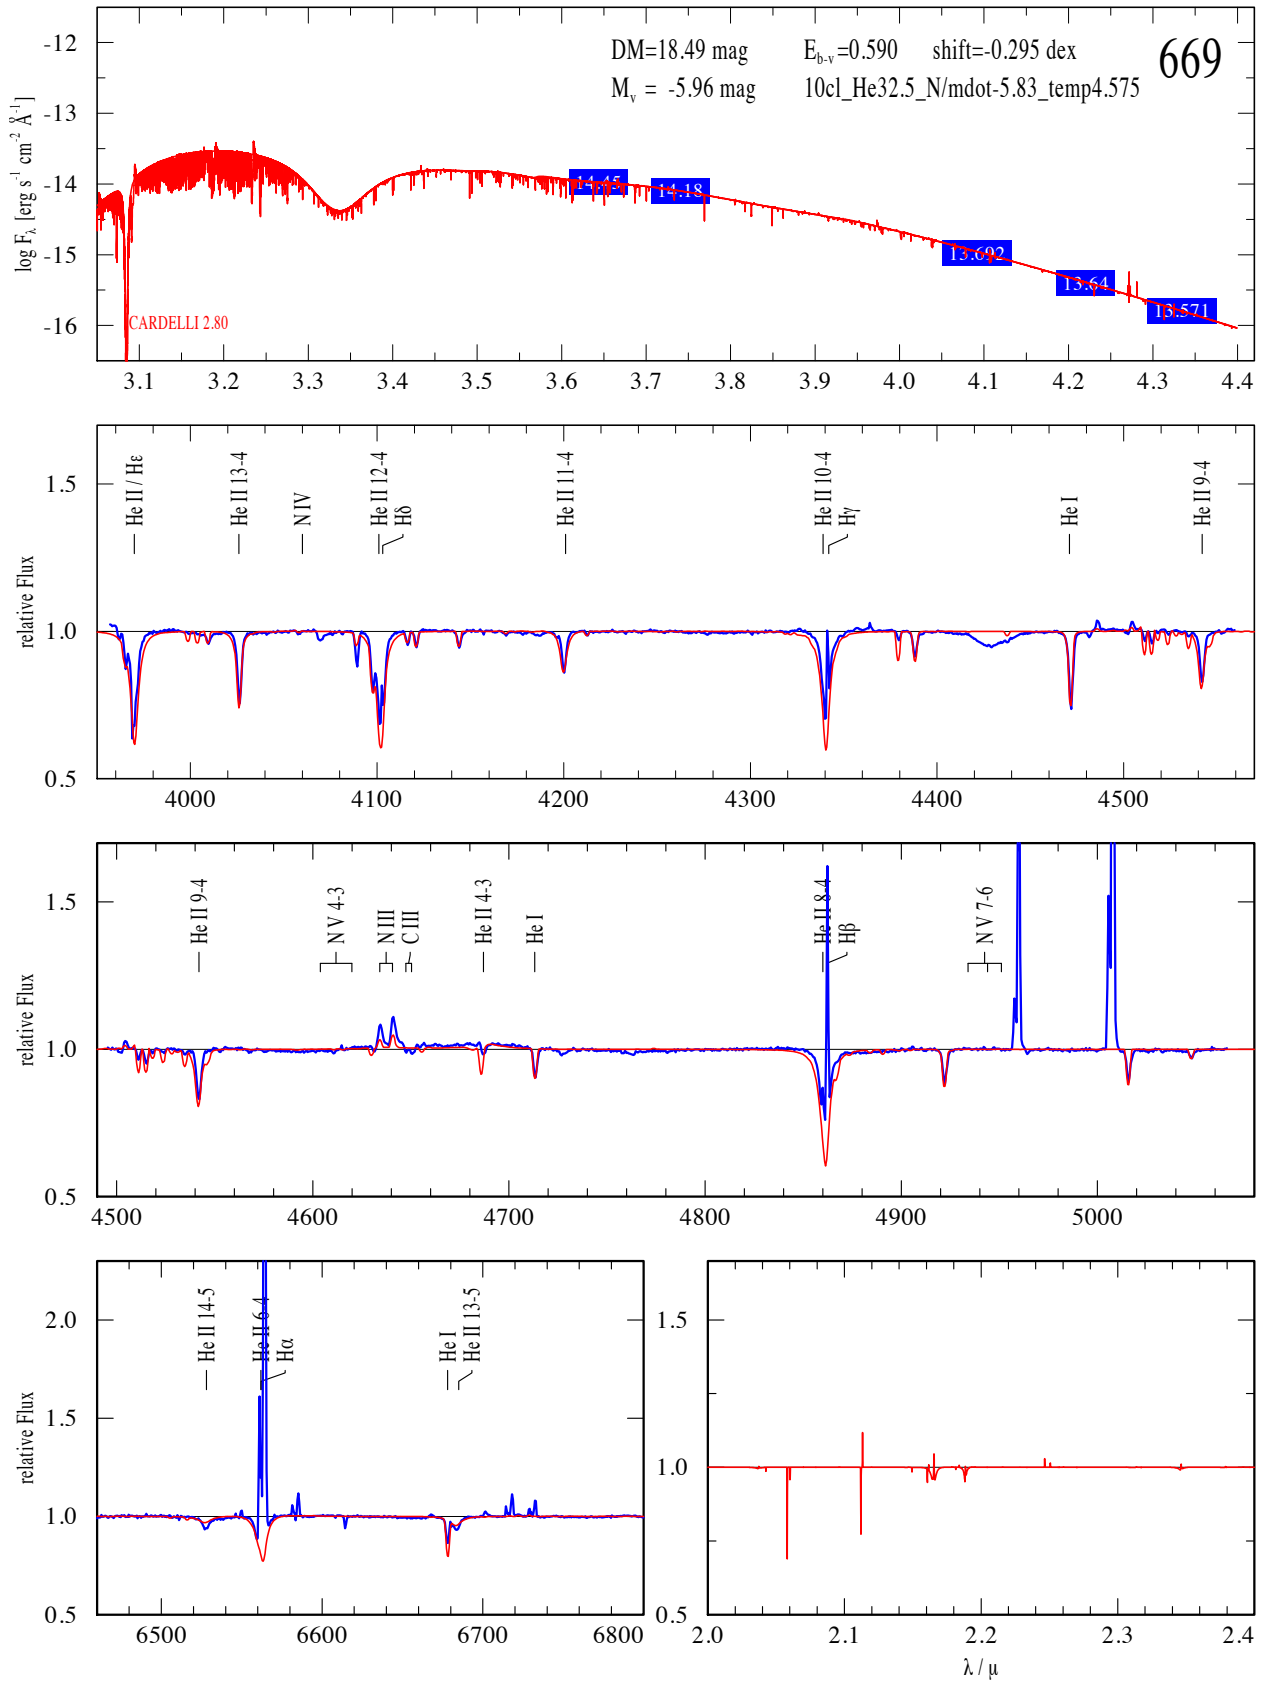 DM=18.49 mag E_b-v=0.590 shift=-0.295 dex 669
M_v = -5.96 mag 10cl_He32.5_N/mdot-5.83_temp4.575
log F_λ [erg s^-1 cm^-2 Å^-1]
-12
-13
-14
-15
-16
14.45
14.18
13.692
13.64
13.571
CARDELLI 2.80
3.1 3.2 3.3 3.4 3.5 3.6 3.7 3.8 3.9 4.0 4.1 4.2 4.3 4.4
relative Flux
1.5
1.0
0.5
He II / Hε
He II 13-4
N IV
He II 12-4
Hδ
He II 11-4
He II 10-4
Hγ
He I
He II 9-4
4000 4100 4200 4300 4400 4500
relative Flux
1.5
1.0
0.5
He II 9-4
N V 4-3
N III
C III
He II 4-3
He I
He II 8-4
Hβ
N V 7-6
4500 4600 4700 4800 4900 5000
relative Flux
2.0
1.5
1.0
0.5
He II 14-5
He II 6-4
Hα
He I
He II 13-5
6500 6600 6700 6800
1.5
1.0
0.5
2.0 2.1 2.2 2.3 2.4
λ / μ